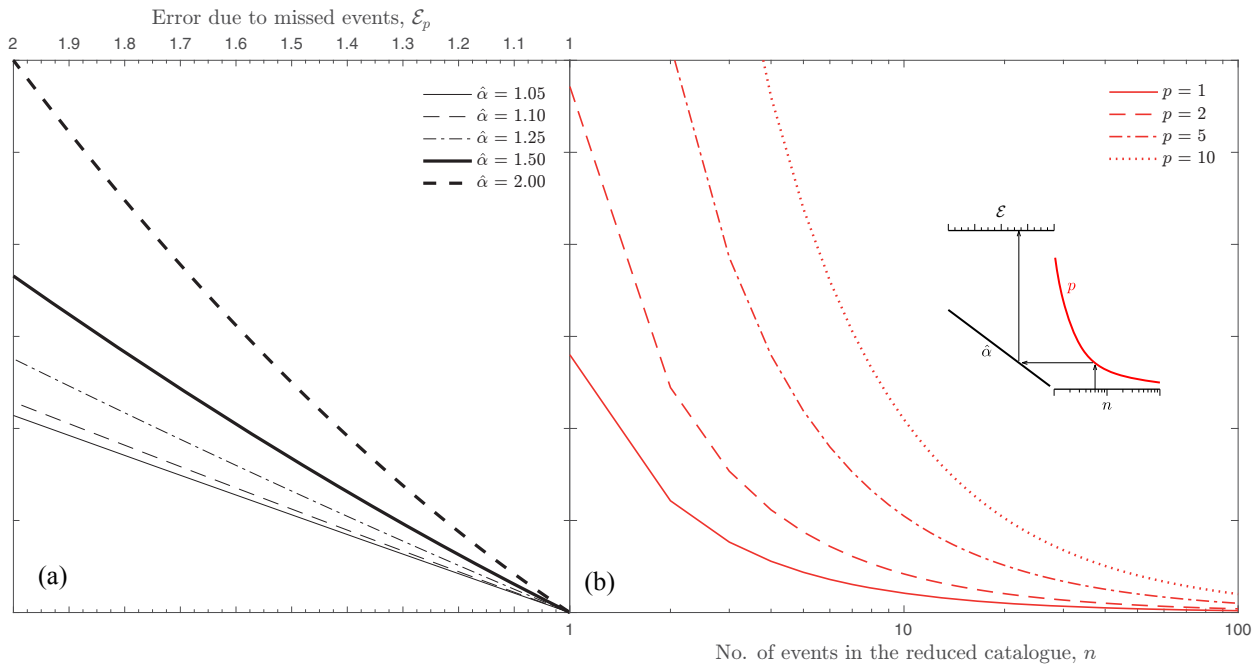 Error due to missed events, 𝓔_p
2 1.9 1.8 1.7 1.6 1.5 1.4 1.3 1.2 1.1 1
α̂ = 1.05
α̂ = 1.10
α̂ = 1.25
α̂ = 1.50
α̂ = 2.00
(a)
p = 1
p = 2
p = 5
p = 10
𝓔
p
α̂
n
(b)
1 10 100
No. of events in the reduced catalogue, n